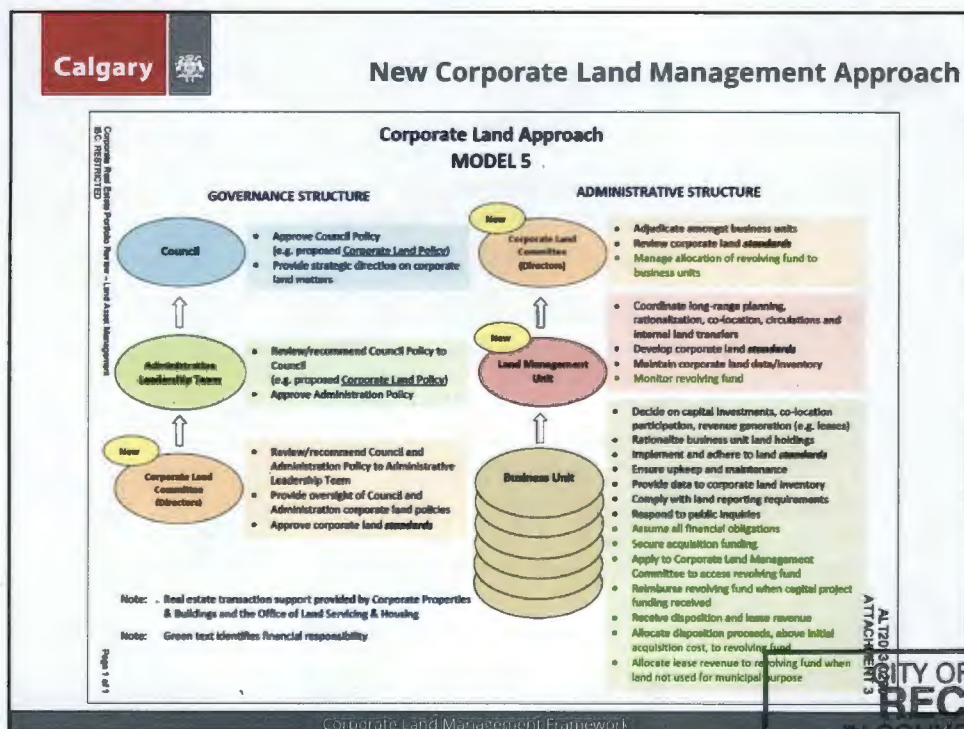 Calgary
New Corporate Land Management Approach
Corporate Real Estate Portfolio Review – Land Asset Management
ISC: RESTRICTED
Corporate Land Approach
MODEL 5
GOVERNANCE STRUCTURE
Council
• Approve Council Policy
(e.g. proposed Corporate Land Policy)
• Provide strategic direction on corporate
land matters
Administrative
Leadership Team
• Review/recommend Council Policy to
Council
(e.g. proposed Corporate Land Policy)
• Approve Administration Policy
New
Corporate Land
Committee
(Directors)
• Review/recommend Council and
Administration Policy to Administrative
Leadership Team
• Provide oversight of Council and
Administration corporate land policies
• Approve corporate land standards
ADMINISTRATIVE STRUCTURE
New
Corporate Land
Committee
(Directors)
• Adjudicate amongst business units
• Review corporate land standards
• Manage allocation of revolving fund to
business units
New
Land Management
Unit
• Coordinate long-range planning,
rationalization, co-location, circulations and
internal land transfers
• Develop corporate land standards
• Maintain corporate land data/inventory
• Monitor revolving fund
Business Unit
• Decide on capital investments, co-location
participation, revenue generation (e.g. leases)
• Rationalize business unit land holdings
• Implement and adhere to land standards
• Ensure upkeep and maintenance
• Provide data to corporate land inventory
• Comply with land reporting requirements
• Respond to public inquiries
• Assume all financial obligations
• Secure acquisition funding
• Apply to Corporate Land Management
Committee to access revolving fund
• Reimburse revolving fund when capital project
funding received
• Receive disposition and lease revenue
• Allocate disposition proceeds, above initial
acquisition cost, to revolving fund
• Allocate lease revenue to revolving fund when
land not used for municipal purpose
Note: Real estate transaction support provided by Corporate Properties
& Buildings and the Office of Land Servicing & Housing
Note: Green text identifies financial responsibility
Page 1 of 1
ATTACHMENT 3
CITY OF
REC
Corporate Land Management Framework